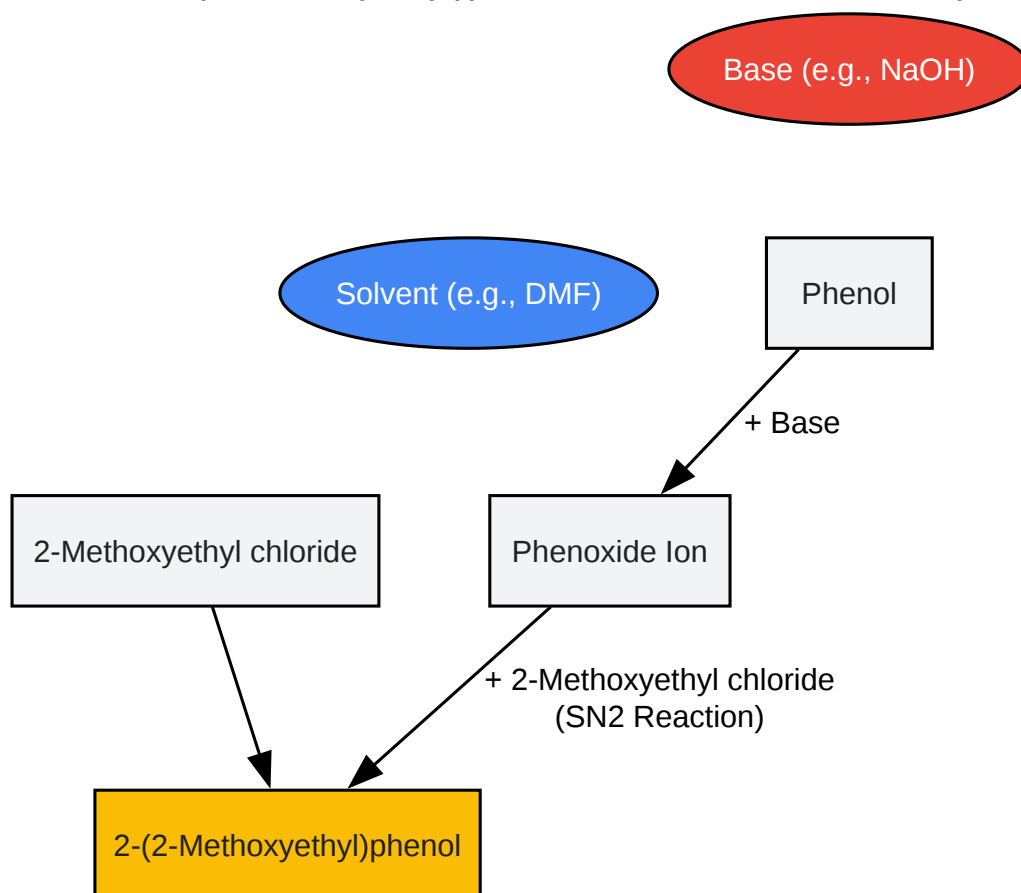 Base (e.g., NaOH)
Solvent (e.g., DMF)
Phenol
+ Base
2-Methoxyethyl chloride
Phenoxide Ion
+ 2-Methoxyethyl chloride
(SN2 Reaction)
2-(2-Methoxyethyl)phenol